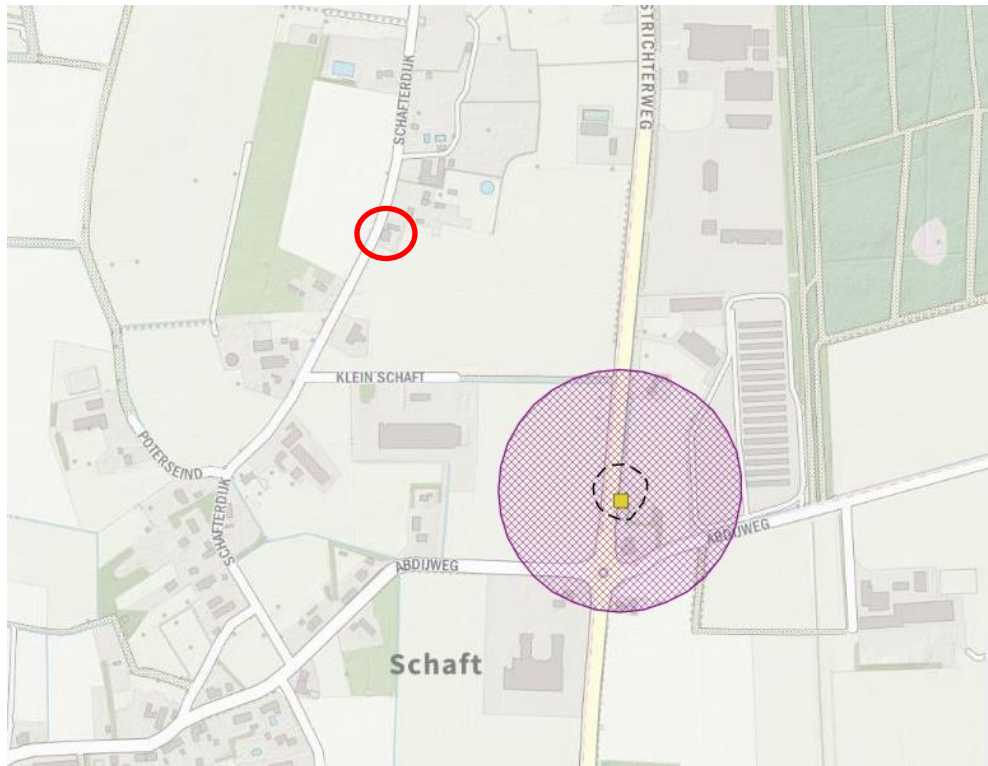 STRICHTERWEG
SCHAFTERDIJK
KLEIN SCHAFT
POTERSEIND
SCHAFTERDIJK
ABDIJWEG
ABDIJWEG
Schaft